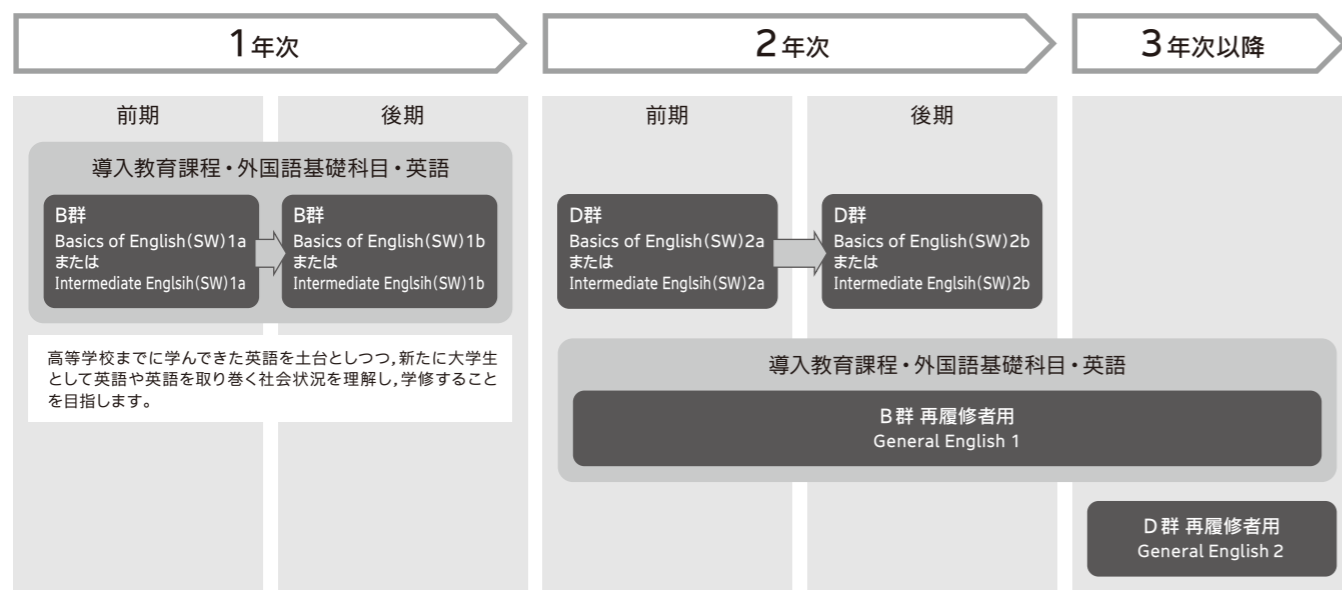 1年次
2年次
3年次以降
前期
後期
前期
後期
導入教育課程・外国語基礎科目・英語
B群
Basics of English(SW)1a
または
Intermediate Englsih(SW)1a
B群
Basics of English(SW)1b
または
Intermediate Englsih(SW)1b
D群
Basics of English(SW)2a
または
Intermediate Englsih(SW)2a
D群
Basics of English(SW)2b
または
Intermediate Englsih(SW)2b
高等学校までに学んできた英語を土台としつつ,新たに大学生
として英語や英語を取り巻く社会状況を理解し,学修すること
を目指します。
導入教育課程・外国語基礎科目・英語
B群 再履修者用
General English 1
D群 再履修者用
General English 2